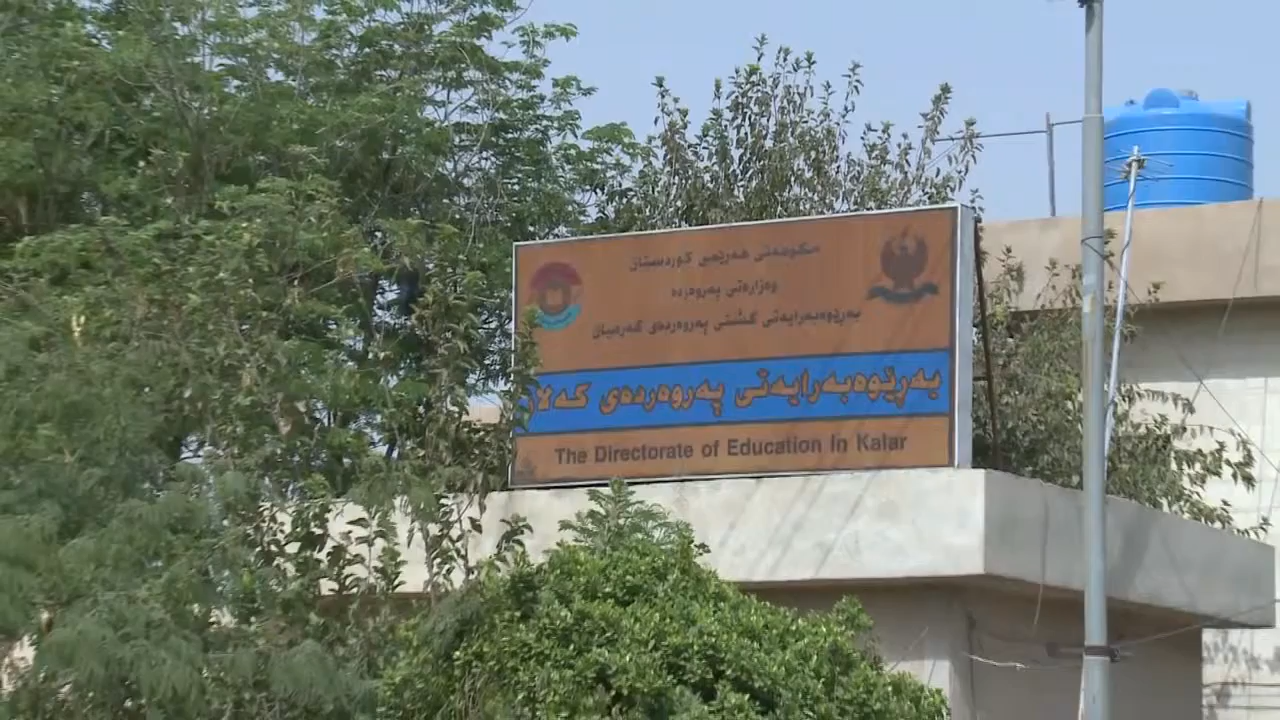 حکومەتی هەرێمی کوردستان
وەزارەتی پەروەردە
بەڕێوەبەرایەتی گشتی پەروەردەی گەرمیان
بەڕێوەبەرایەتی پەروەردەی کەلار
The Directorate of Education In Kalar